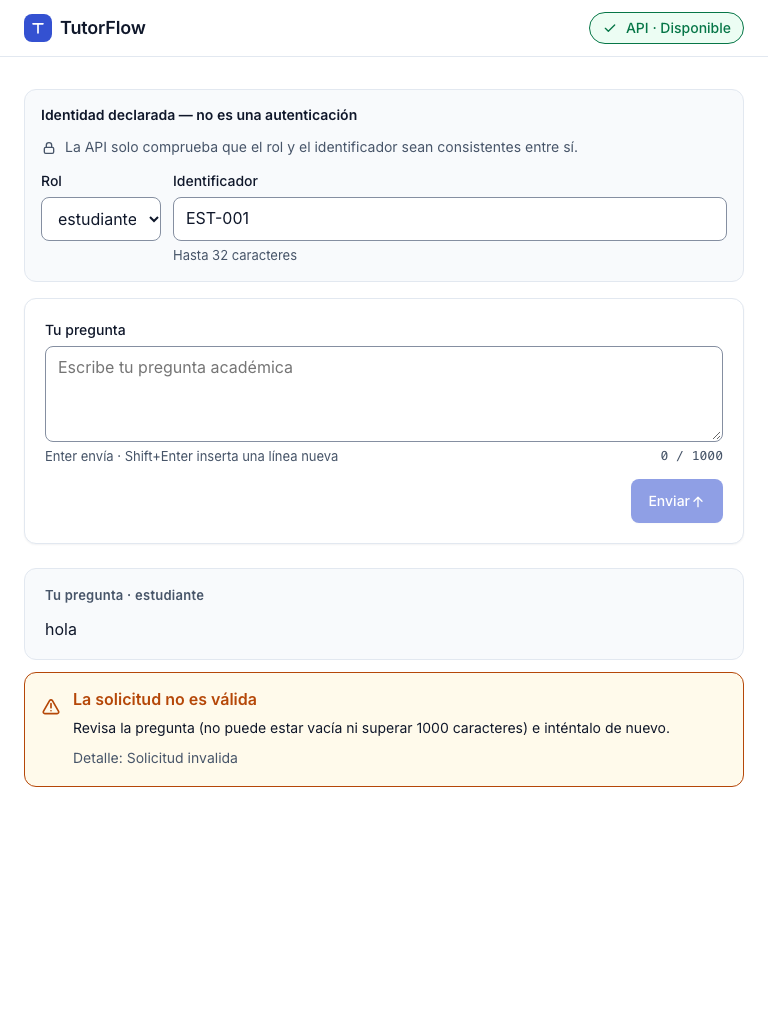 T TutorFlow
API · Disponible
Identidad declarada — no es una autenticación
La API solo comprueba que el rol y el identificador sean consistentes entre sí.
Rol
Identificador
estudiante
EST-001
Hasta 32 caracteres
Tu pregunta
Escribe tu pregunta académica
Enter envía · Shift+Enter inserta una línea nueva
0 / 1000
Enviar ↑
Tu pregunta · estudiante
hola
La solicitud no es válida
Revisa la pregunta (no puede estar vacía ni superar 1000 caracteres) e inténtalo de nuevo.
Detalle: Solicitud invalida